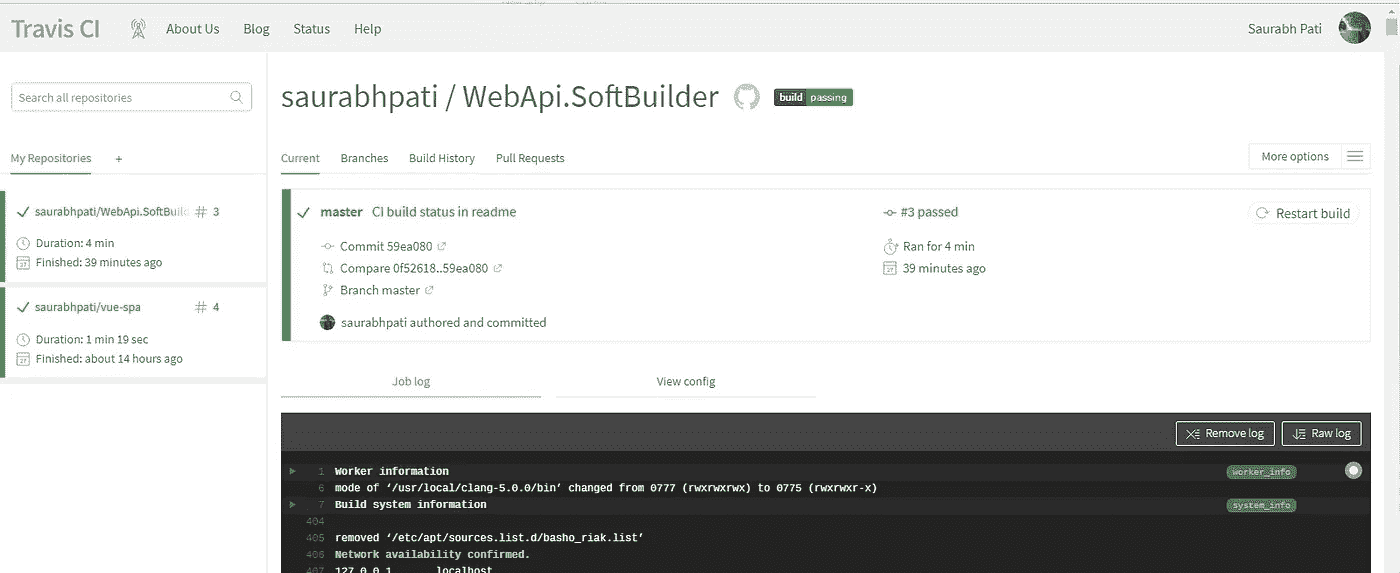 Travis CI About Us Blog Status Help Saurabh Pati
Search all repositories
saurabhpati / WebApi.SoftBuilder build passing
My Repositories +
Current Branches Build History Pull Requests More options
saurabhpati/WebApi.SoftBuild # 3
Duration: 4 min
Finished: 39 minutes ago
saurabhpati/vue-spa # 4
Duration: 1 min 19 sec
Finished: about 14 hours ago
master CI build status in readme #3 passed Restart build
Commit 59ea080 Ran for 4 min
Compare 0f52618..59ea080 39 minutes ago
Branch master
saurabhpati authored and committed
Job log View config
Remove log Raw log
1 Worker information worker_info
6 mode of ‘/usr/local/clang-5.0.0/bin’ changed from 0777 (rwxrwxrwx) to 0775 (rwxrwxr-x)
7 Build system information system_info
404
405 removed ‘/etc/apt/sources.list.d/basho_riak.list’
406 Network availability confirmed.
407 127.0.0.1 localhost